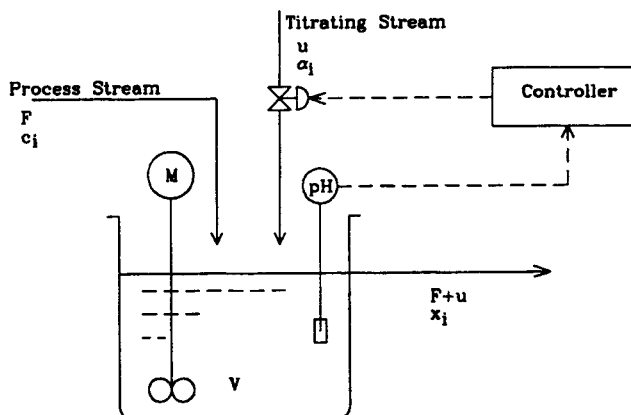 Titrating Stream
u
αi
Process Stream
F
ci
Controller
M
pH
F+u
xi
V